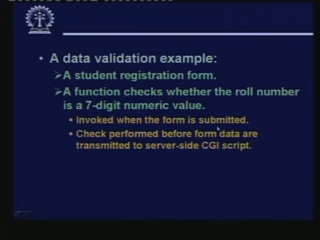 • A data validation example:
➢A student registration form.
➢A function checks whether the roll number
is a 7-digit numeric value.
• Invoked when the form is submitted.
• Check performed before form data are
transmitted to server-side CGI script.